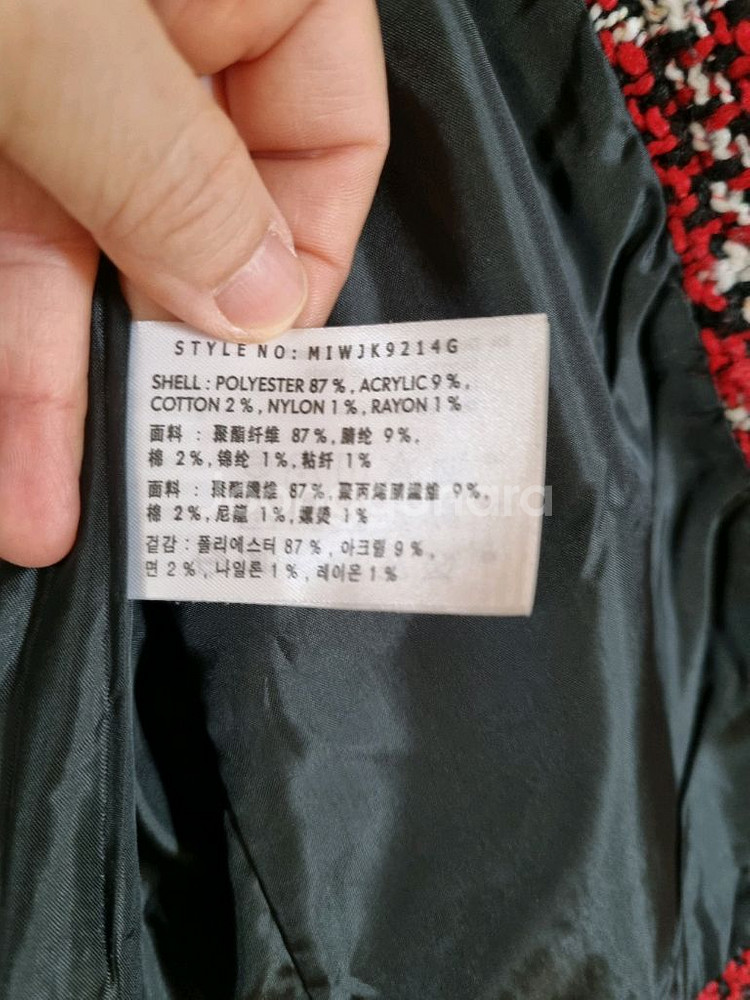 STYLE NO: MIWJK9214G
SHELL : POLYESTER 87 % , ACRYLIC 9 % ,
COTTON 2 % , NYLON 1 % , RAYON 1 %
面料 : 聚酯纤维 87 % , 腈纶 9 % ,
棉 2 % , 锦纶 1 % , 粘纤 1 %
面料 : 聚酯纖維 87 % , 聚丙烯腈纖維 9 % ,
棉 2 % , 尼龍 1 % , 嫘縈 1 %
겉감 : 폴리에스터 87 % , 아크릴 9 % ,
면 2 % , 나일론 1 % , 레이온 1 %